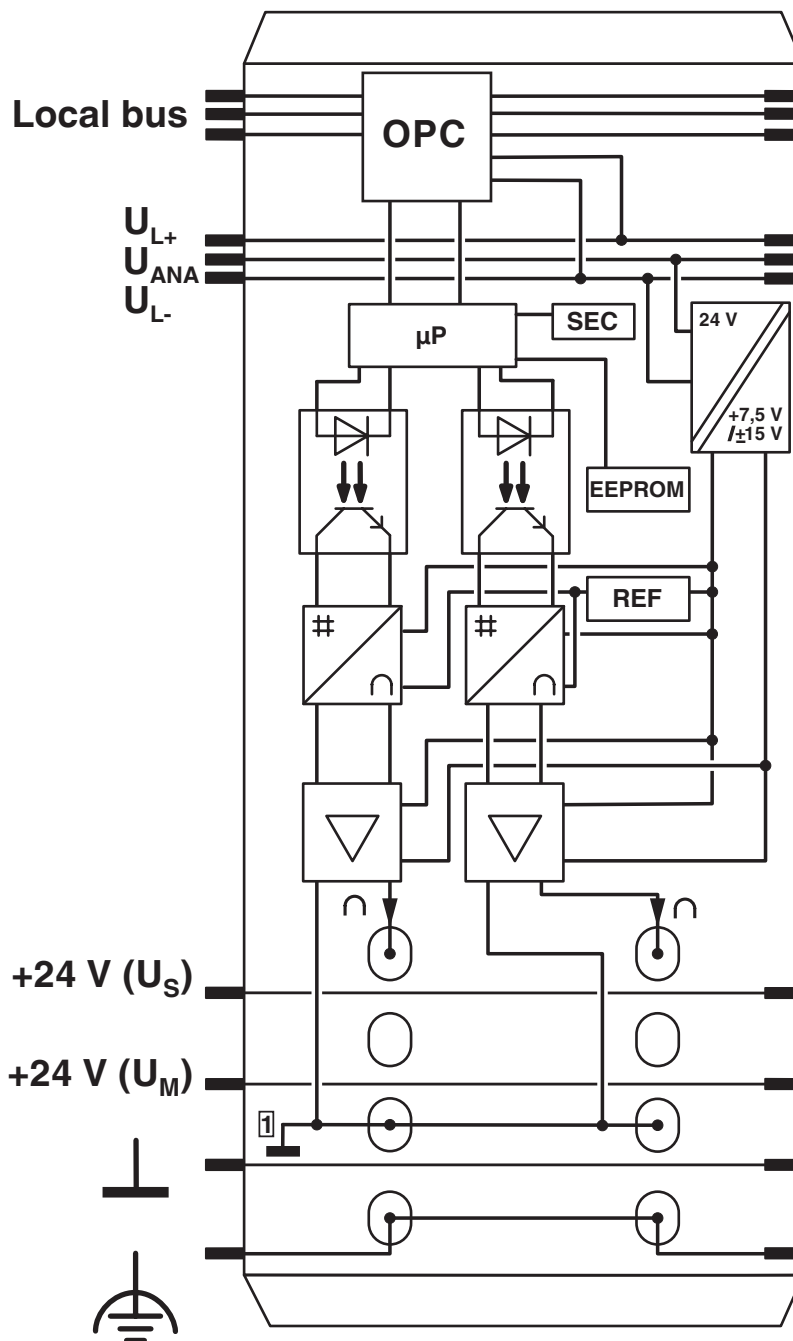 Local bus
OPC
UL+
UANA
UL-
µP
SEC
24 V
+7,5 V
/±15 V
EEPROM
REF
#
#
∩
∩
∩
∩
+24 V (US)
+24 V (UM)
1